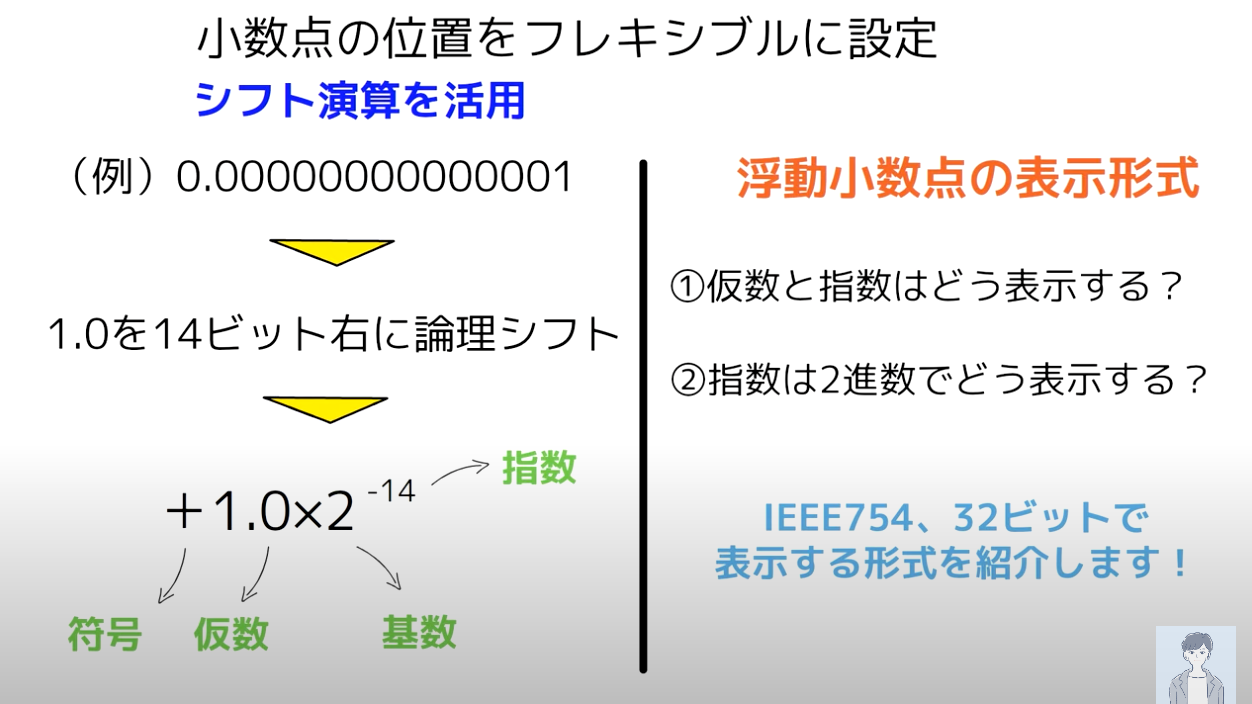 小数点の位置をフレキシブルに設定
シフト演算を活用
（例）0.00000000000001
1.0を14ビット右に論理シフト
＋1.0×2 -14
指数
符号
仮数
基数
浮動小数点の表示形式
①仮数と指数はどう表示する？
②指数は2進数でどう表示する？
IEEE754、32ビットで
表示する形式を紹介します！